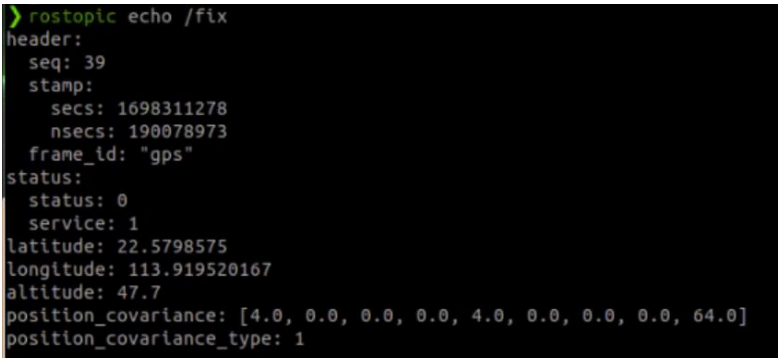 ❯ rostopic echo /fix
header:
  seq: 39
  stamp:
    secs: 1698311278
    nsecs: 190078973
  frame_id: "gps"
status:
  status: 0
  service: 1
latitude: 22.5798575
longitude: 113.919520167
altitude: 47.7
position_covariance: [4.0, 0.0, 0.0, 0.0, 4.0, 0.0, 0.0, 0.0, 64.0]
position_covariance_type: 1